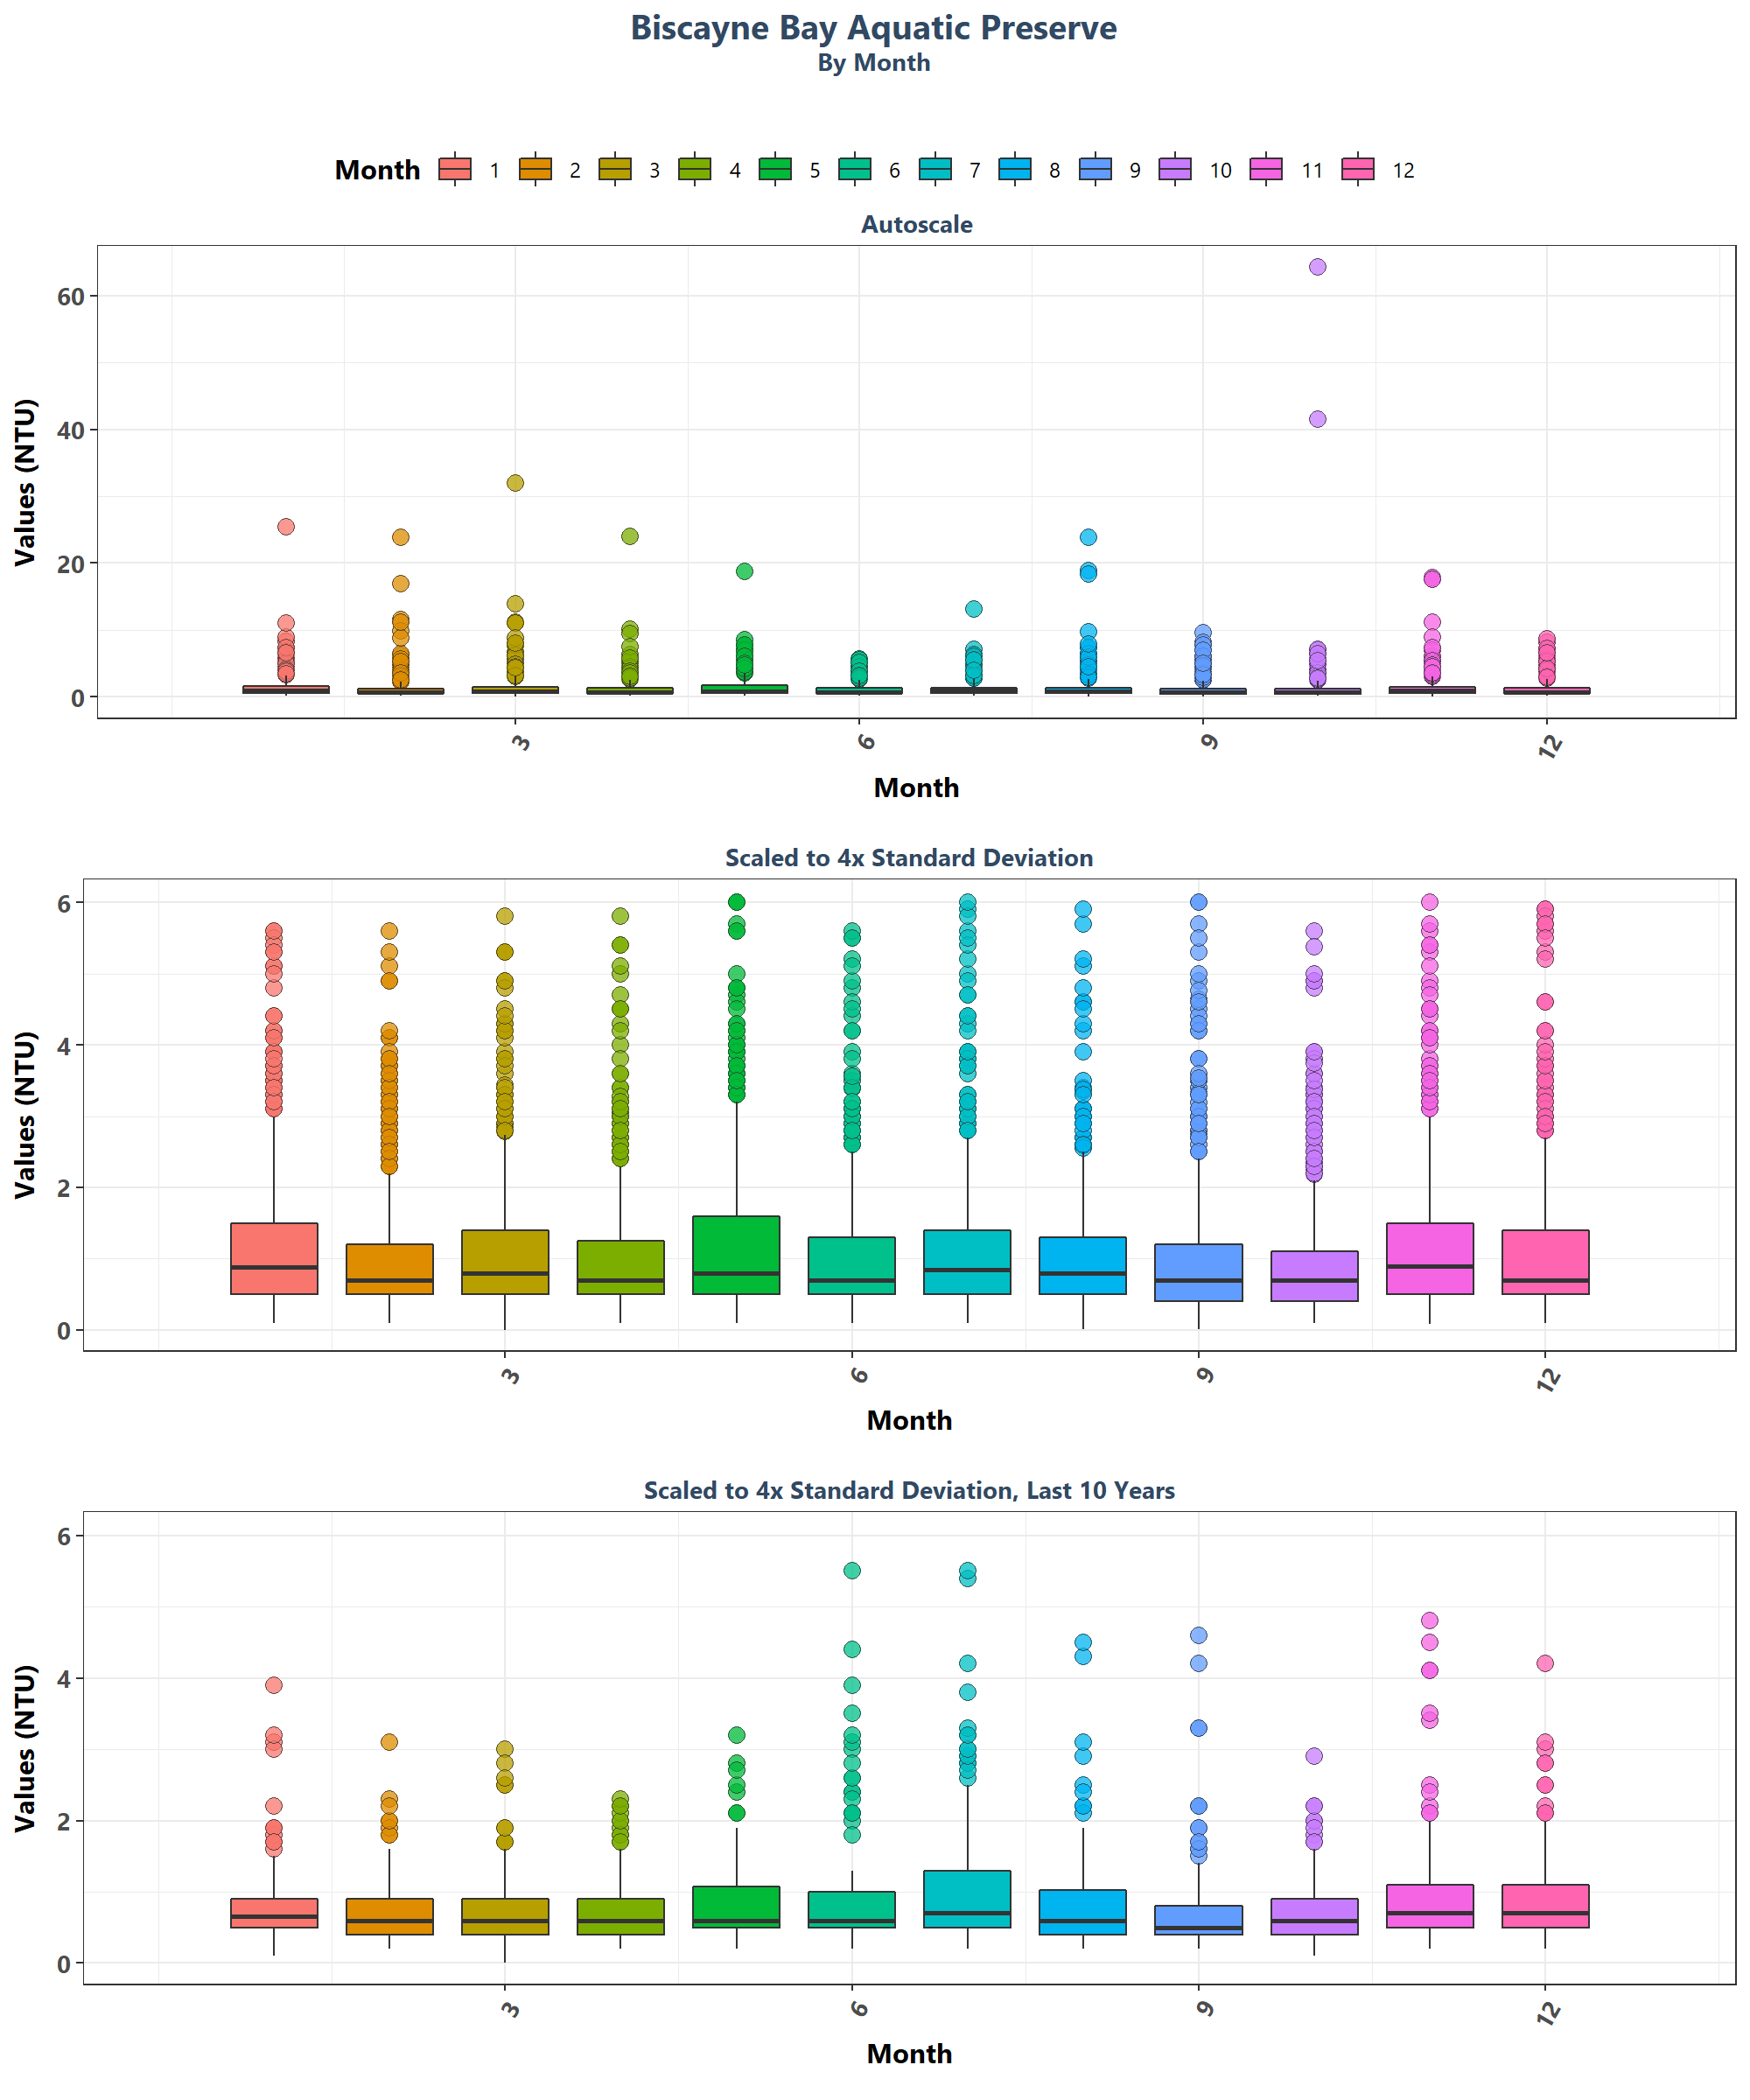 Biscayne Bay Aquatic Preserve
By Month
Month 1 2 3 4 5 6 7 8 9 10 11 12
Autoscale
Values (NTU)
60
40
20
0
3 6 9 12
Month
Scaled to 4x Standard Deviation
Values (NTU)
6
4
2
0
3 6 9 12
Month
Scaled to 4x Standard Deviation, Last 10 Years
Values (NTU)
6
4
2
0
3 6 9 12
Month